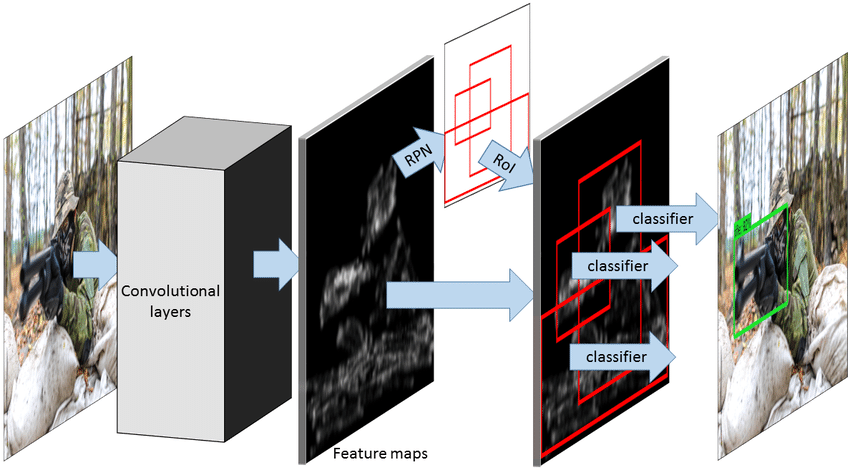 RPN
RoI
classifier
classifier
Convolutional
layers
classifier
Feature maps